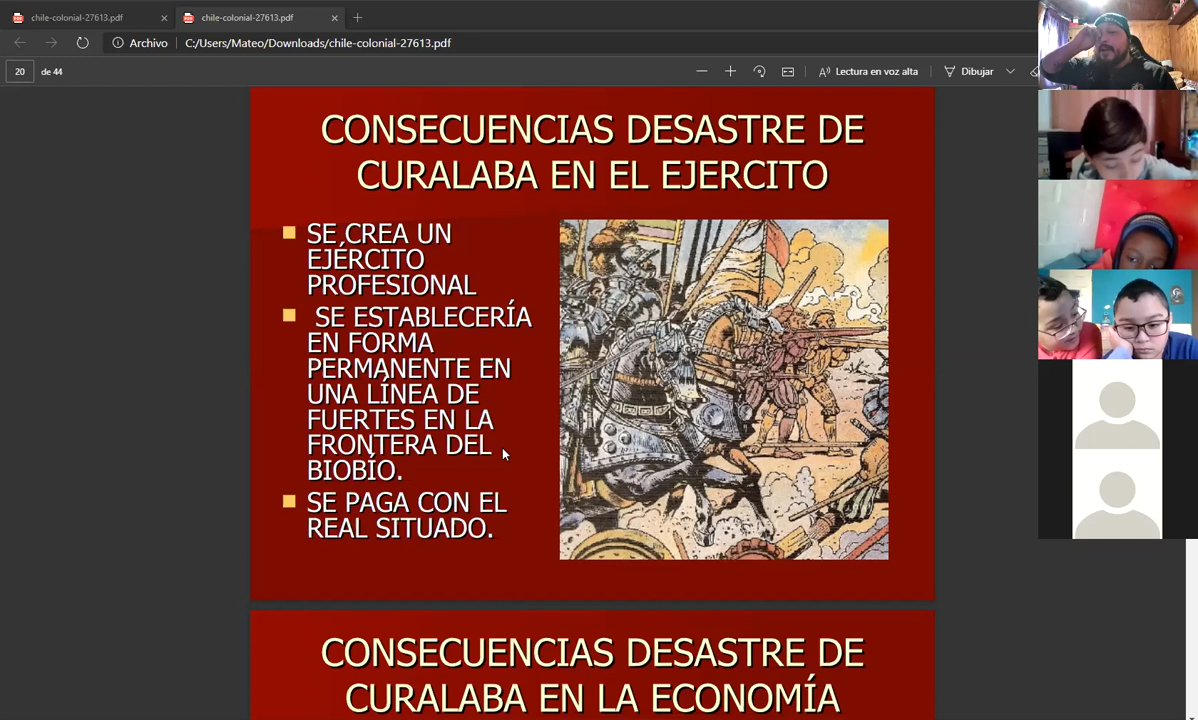 chile-colonial-27613.pdf
chile-colonial-27613.pdf
Archivo
C:/Users/Mateo/Downloads/chile-colonial-27613.pdf
20
de 44
Lectura en voz alta
Dibujar
CONSECUENCIAS DESASTRE DE
CURALABA EN EL EJERCITO
SE CREA UN
EJÉRCITO
PROFESIONAL
SE ESTABLECERÍA
EN FORMA
PERMANENTE EN
UNA LÍNEA DE
FUERTES EN LA
FRONTERA DEL
BIOBÍO.
SE PAGA CON EL
REAL SITUADO.
CONSECUENCIAS DESASTRE DE
CURALABA EN LA ECONOMÍA